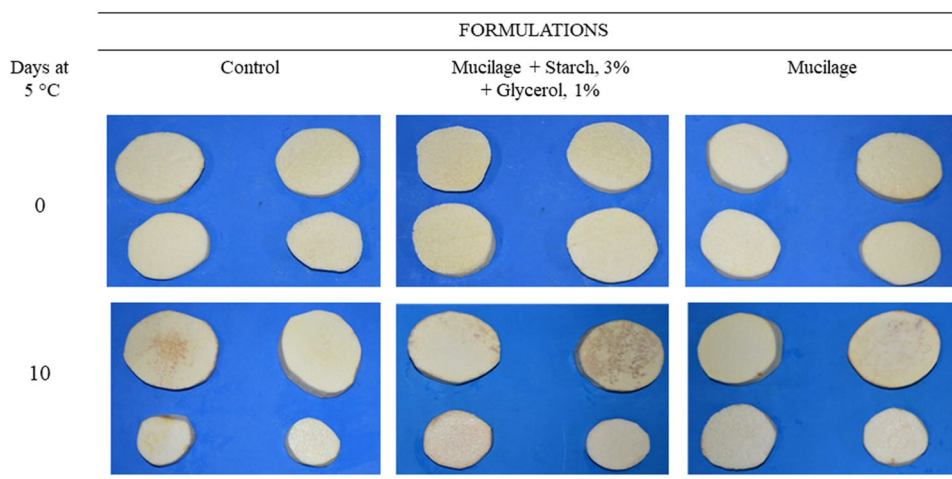 FORMULATIONS
Days at
5 °C
Control
Mucilage + Starch, 3%
+ Glycerol, 1%
Mucilage
0
10